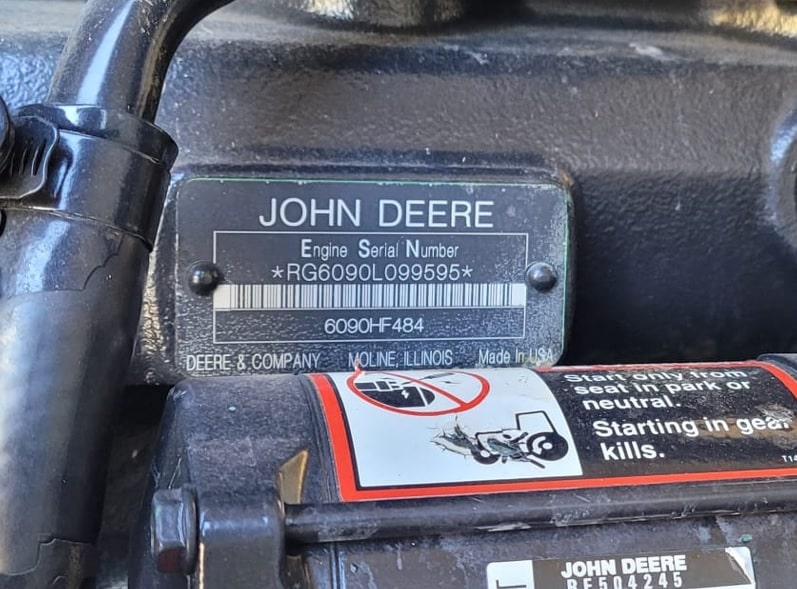 JOHN DEERE
Engine Serial Number
*RG6090L099595*
6090HF484
DEERE & COMPANY MOLINE, ILLINOIS Made In USA
Start only from
seat in park or
neutral.
Starting in gear
kills.
JOHN DEERE
RE504245